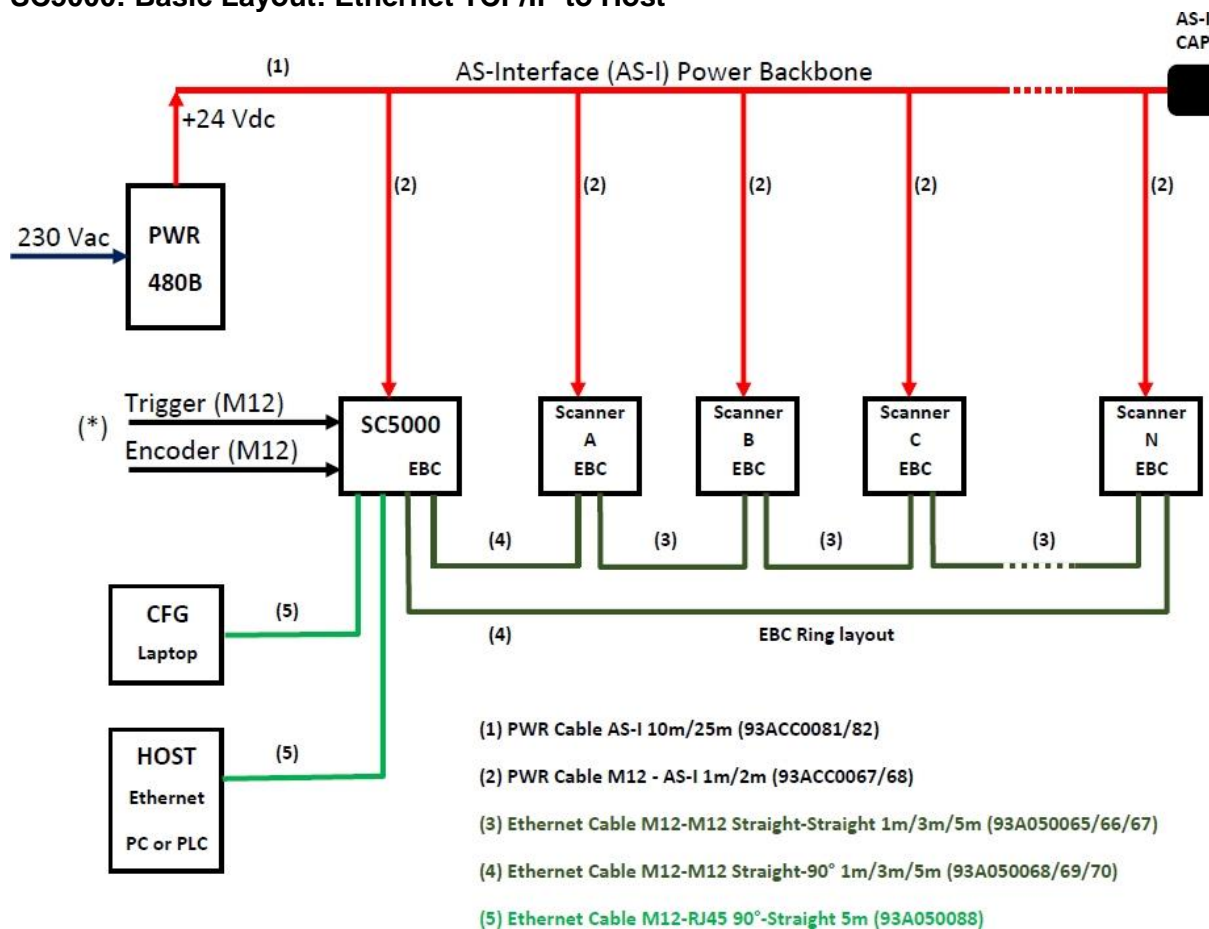 SC5000: Basic Layout: Ethernet TCP/IP to Host
AS-I
CAP
(1)
AS-Interface (AS-I) Power Backbone
+24 Vdc
(2)
(2)
(2)
(2)
(2)
230 Vac
PWR
480B
(*)
Trigger (M12)
Encoder (M12)
SC5000
EBC
Scanner
A
EBC
Scanner
B
EBC
Scanner
C
EBC
Scanner
N
EBC
(4)
(3)
(3)
(3)
CFG
Laptop
(5)
(4)
EBC Ring layout
HOST
Ethernet
PC or PLC
(5)
(1) PWR Cable AS-I 10m/25m (93ACC0081/82)
(2) PWR Cable M12 - AS-I 1m/2m (93ACC0067/68)
(3) Ethernet Cable M12-M12 Straight-Straight 1m/3m/5m (93A050065/66/67)
(4) Ethernet Cable M12-M12 Straight-90° 1m/3m/5m (93A050068/69/70)
(5) Ethernet Cable M12-RJ45 90°-Straight 5m (93A050088)